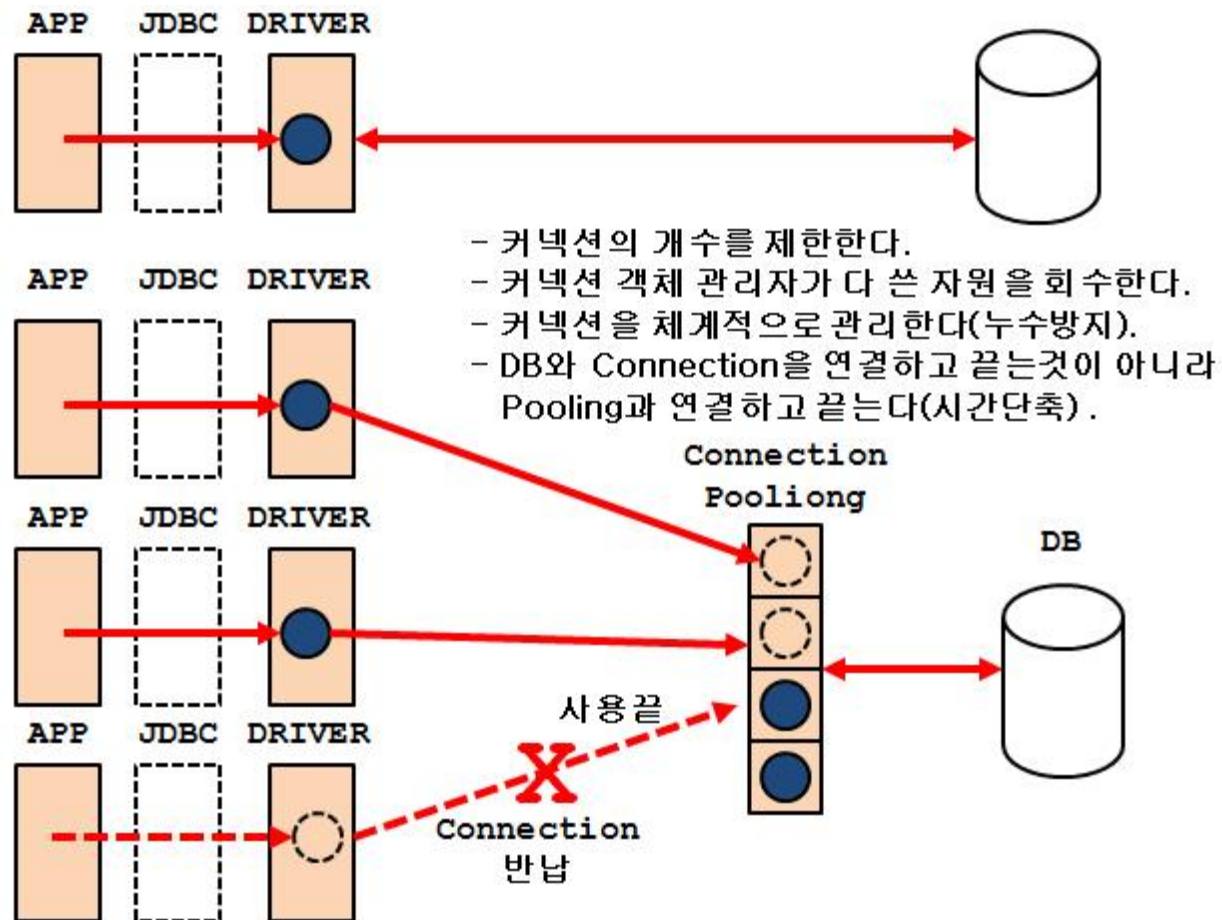 APP JDBC DRIVER
- 커넥션의 개수를 제한한다.
- 커넥션 객체 관리자가 다 쓴 자원을 회수한다.
- 커넥션을 체계적으로 관리한다(누수방지).
- DB와 Connection을 연결하고 끝는것이 아니라
Pooling과 연결하고 끝는다(시간단축) .
APP JDBC DRIVER
Connection
Pooliong
APP JDBC DRIVER
DB
사용끝
APP JDBC DRIVER
X
Connection
반납